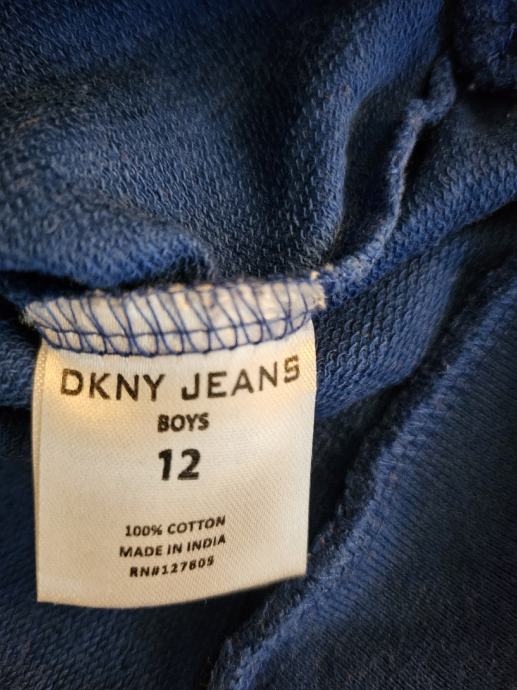 DKNY JEANS
BOYS
12
100% COTTON
MADE IN INDIA
RN#127605